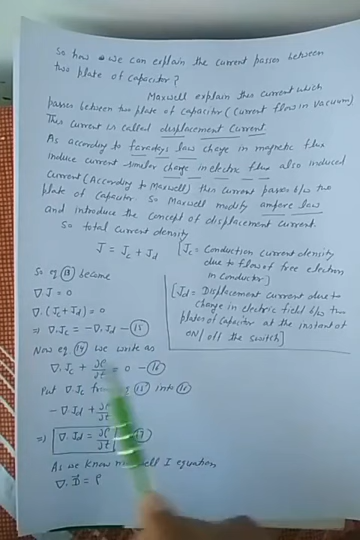 So how we can explain the current passes between
two plate of capacitor?
Maxwell explain this current which
passes between two plate of capacitor (Current flow in Vacuum)
This current is called displacement Current
As according to faradays law change in magnetic flux
induce current similar change in electric flux also induced
Current (According to Maxwell) this current passes b/w two
plate of Capacitor. So Maxwell modify ampere law
and introduce the concept of displacement current.
So total current density
J = Jc + Jd
[Jc = Conduction current density
due to flow of free electron
in Conductor]
[Jd = Displacement current due to
change in electric field b/w two
plates of capacitor at the instant of
ON/off the switch]
So eq (13) become
∇.J = 0
∇.(Jc+Jd) = 0
⇒ ∇.Jc = -∇.Jd — (15)
Now eq (14) we write as
∇.Jc + ∂ρ/∂t = 0 — (16)
Put ∇.Jc from (15) into (16)
-∇.Jd + ∂ρ/∂t
⇒ ∇.Jd = ∂ρ/∂t
As we know I equation
∇.D⃗ = ρ